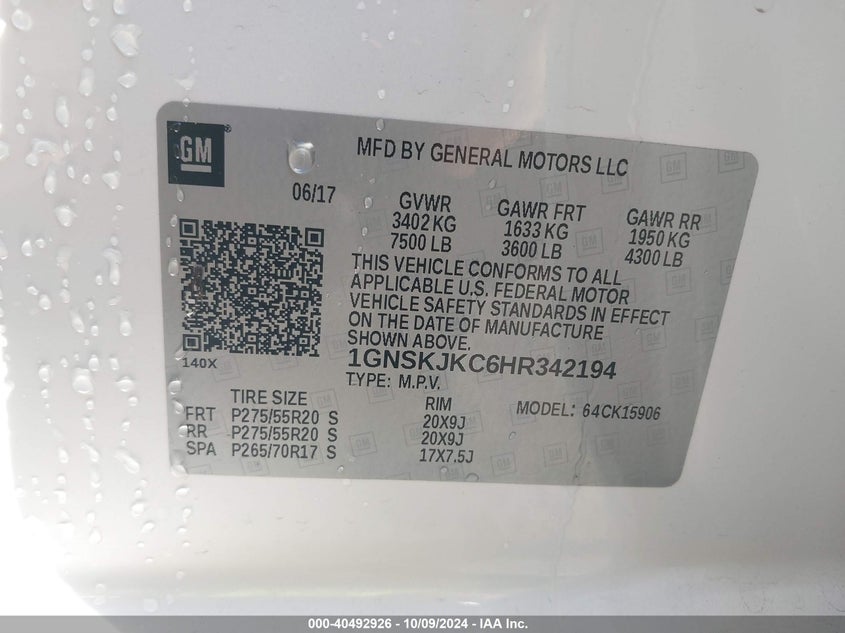 GM
MFD BY GENERAL MOTORS LLC
06/17
GVWR
3402 KG
7500 LB
GAWR FRT
1633 KG
3600 LB
GAWR RR
1950 KG
4300 LB
THIS VEHICLE CONFORMS TO ALL
APPLICABLE U.S. FEDERAL MOTOR
VEHICLE SAFETY STANDARDS IN EFFECT
ON THE DATE OF MANUFACTURE
SHOWN ABOVE.
140X
1GNSKJKC6HR342194
TYPE: M.P.V.
MODEL: 64CK15906
TIRE SIZE RIM
FRT P275/55R20 S 20X9J
RR P275/55R20 S 20X9J
SPA P265/70R17 S 17X7.5J
000-40492926 - 10/09/2024 - IAA Inc.